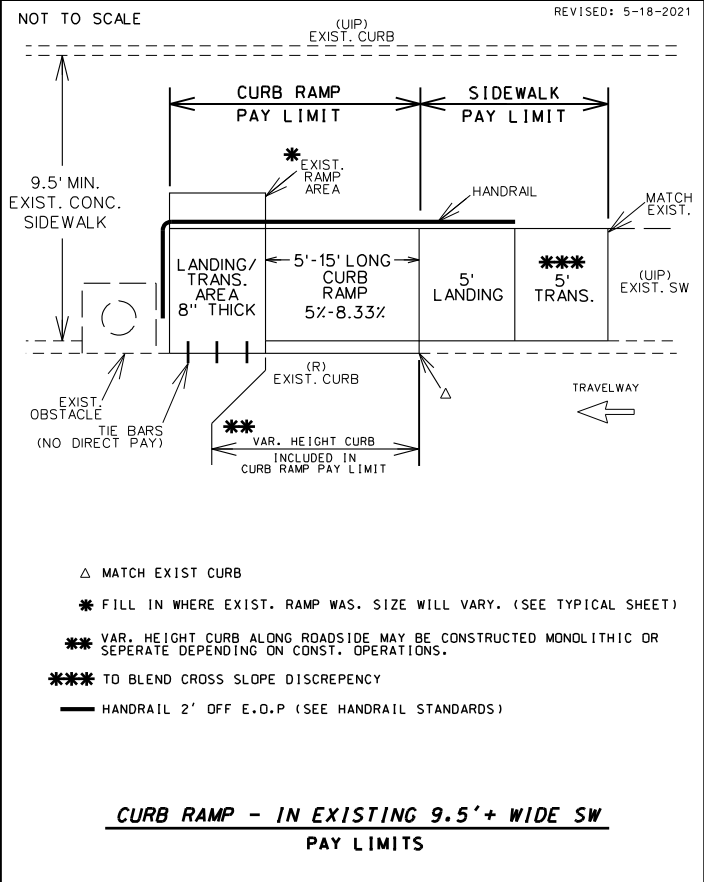 NOT TO SCALE
REVISED: 5-18-2021
(UIP)
EXIST. CURB
CURB RAMP
PAY LIMIT
SIDEWALK
PAY LIMIT
9.5' MIN.
EXIST. CONC.
SIDEWALK
✱
EXIST.
RAMP
AREA
HANDRAIL
MATCH
EXIST.
LANDING/
TRANS.
AREA
8'' THICK
5'-15' LONG
CURB
RAMP
5%-8.33%
5'
LANDING
✱✱✱
5'
TRANS.
(UIP)
EXIST. SW
(R)
EXIST. CURB
EXIST.
OBSTACLE
TIE BARS
(NO DIRECT PAY)
✱✱
VAR. HEIGHT CURB
INCLUDED IN
CURB RAMP PAY LIMIT
△
TRAVELWAY
△ MATCH EXIST CURB
✱ FILL IN WHERE EXIST. RAMP WAS. SIZE WILL VARY. (SEE TYPICAL SHEET)
✱✱ VAR. HEIGHT CURB ALONG ROADSIDE MAY BE CONSTRUCTED MONOLITHIC OR
SEPERATE DEPENDING ON CONST. OPERATIONS.
✱✱✱ TO BLEND CROSS SLOPE DISCREPENCY
HANDRAIL 2' OFF E.O.P (SEE HANDRAIL STANDARDS)
CURB RAMP - IN EXISTING 9.5'+ WIDE SW
PAY LIMITS